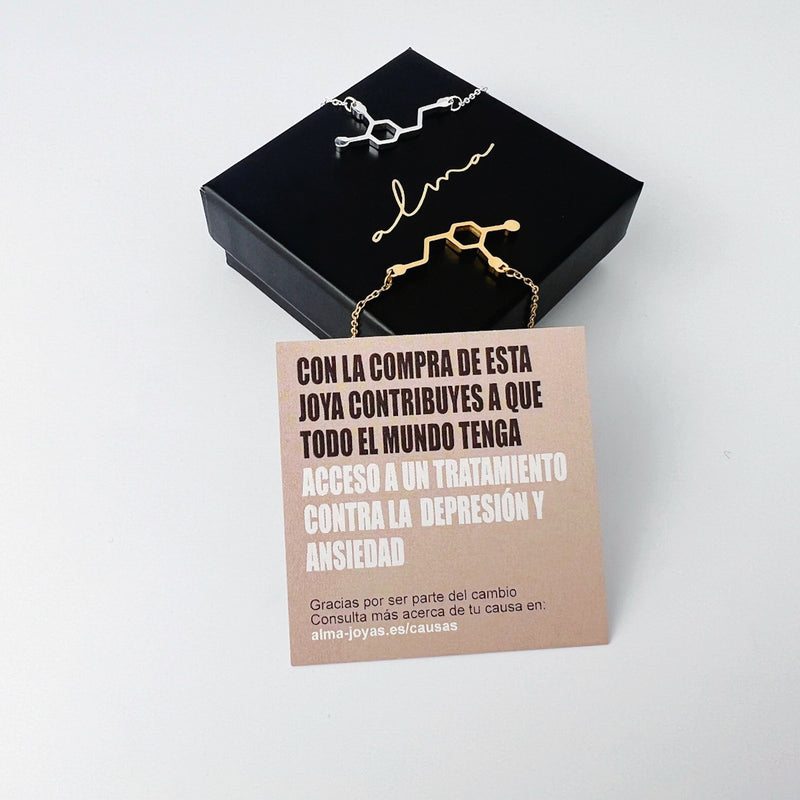 alma
CON LA COMPRA DE ESTA
JOYA CONTRIBUYES A QUE
TODO EL MUNDO TENGA
ACCESO A UN TRATAMIENTO
CONTRA LA DEPRESIÓN Y
ANSIEDAD
Gracias por ser parte del cambio
Consulta más acerca de tu causa en:
alma-joyas.es/causas